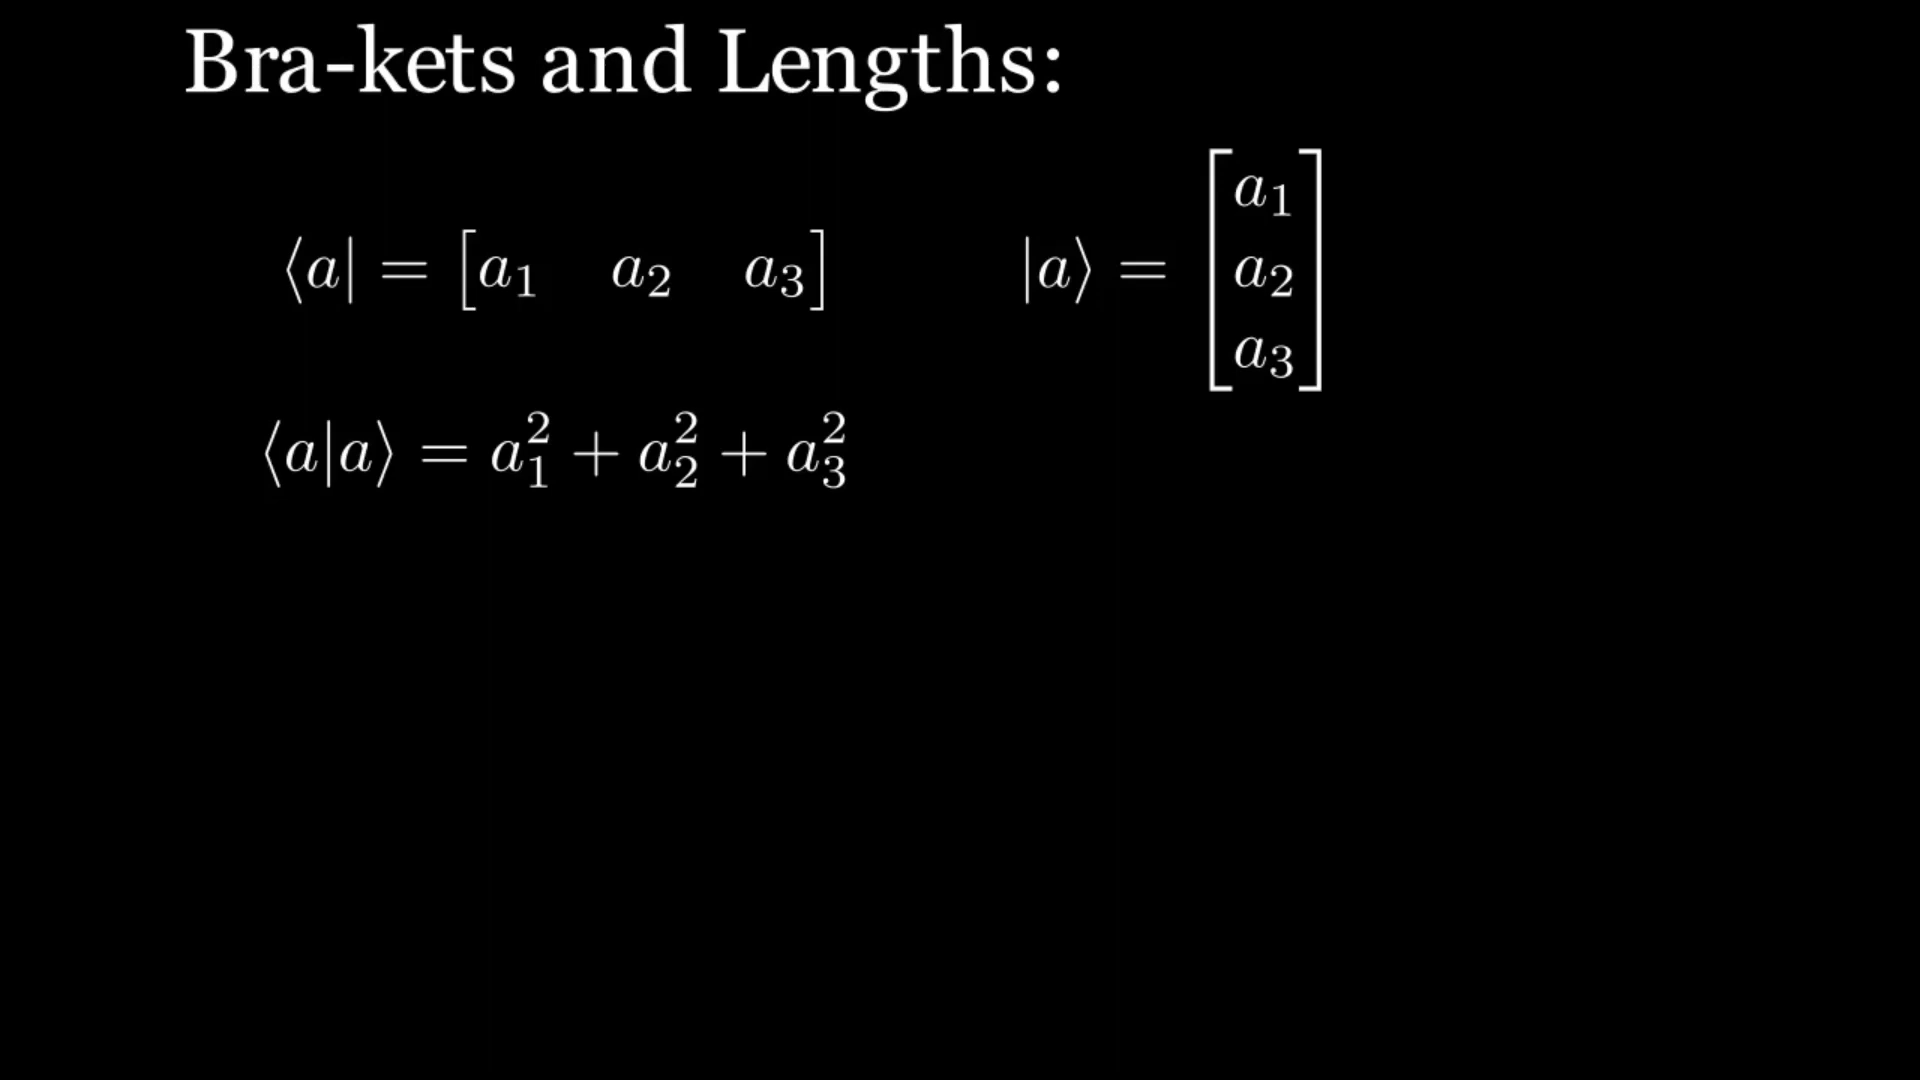 Bra-kets and Lengths:
⟨a| = [a₁ a₂ a₃] |a⟩ = [a₁ a₂ a₃]
⟨a|a⟩ = a₁² + a₂² + a₃²